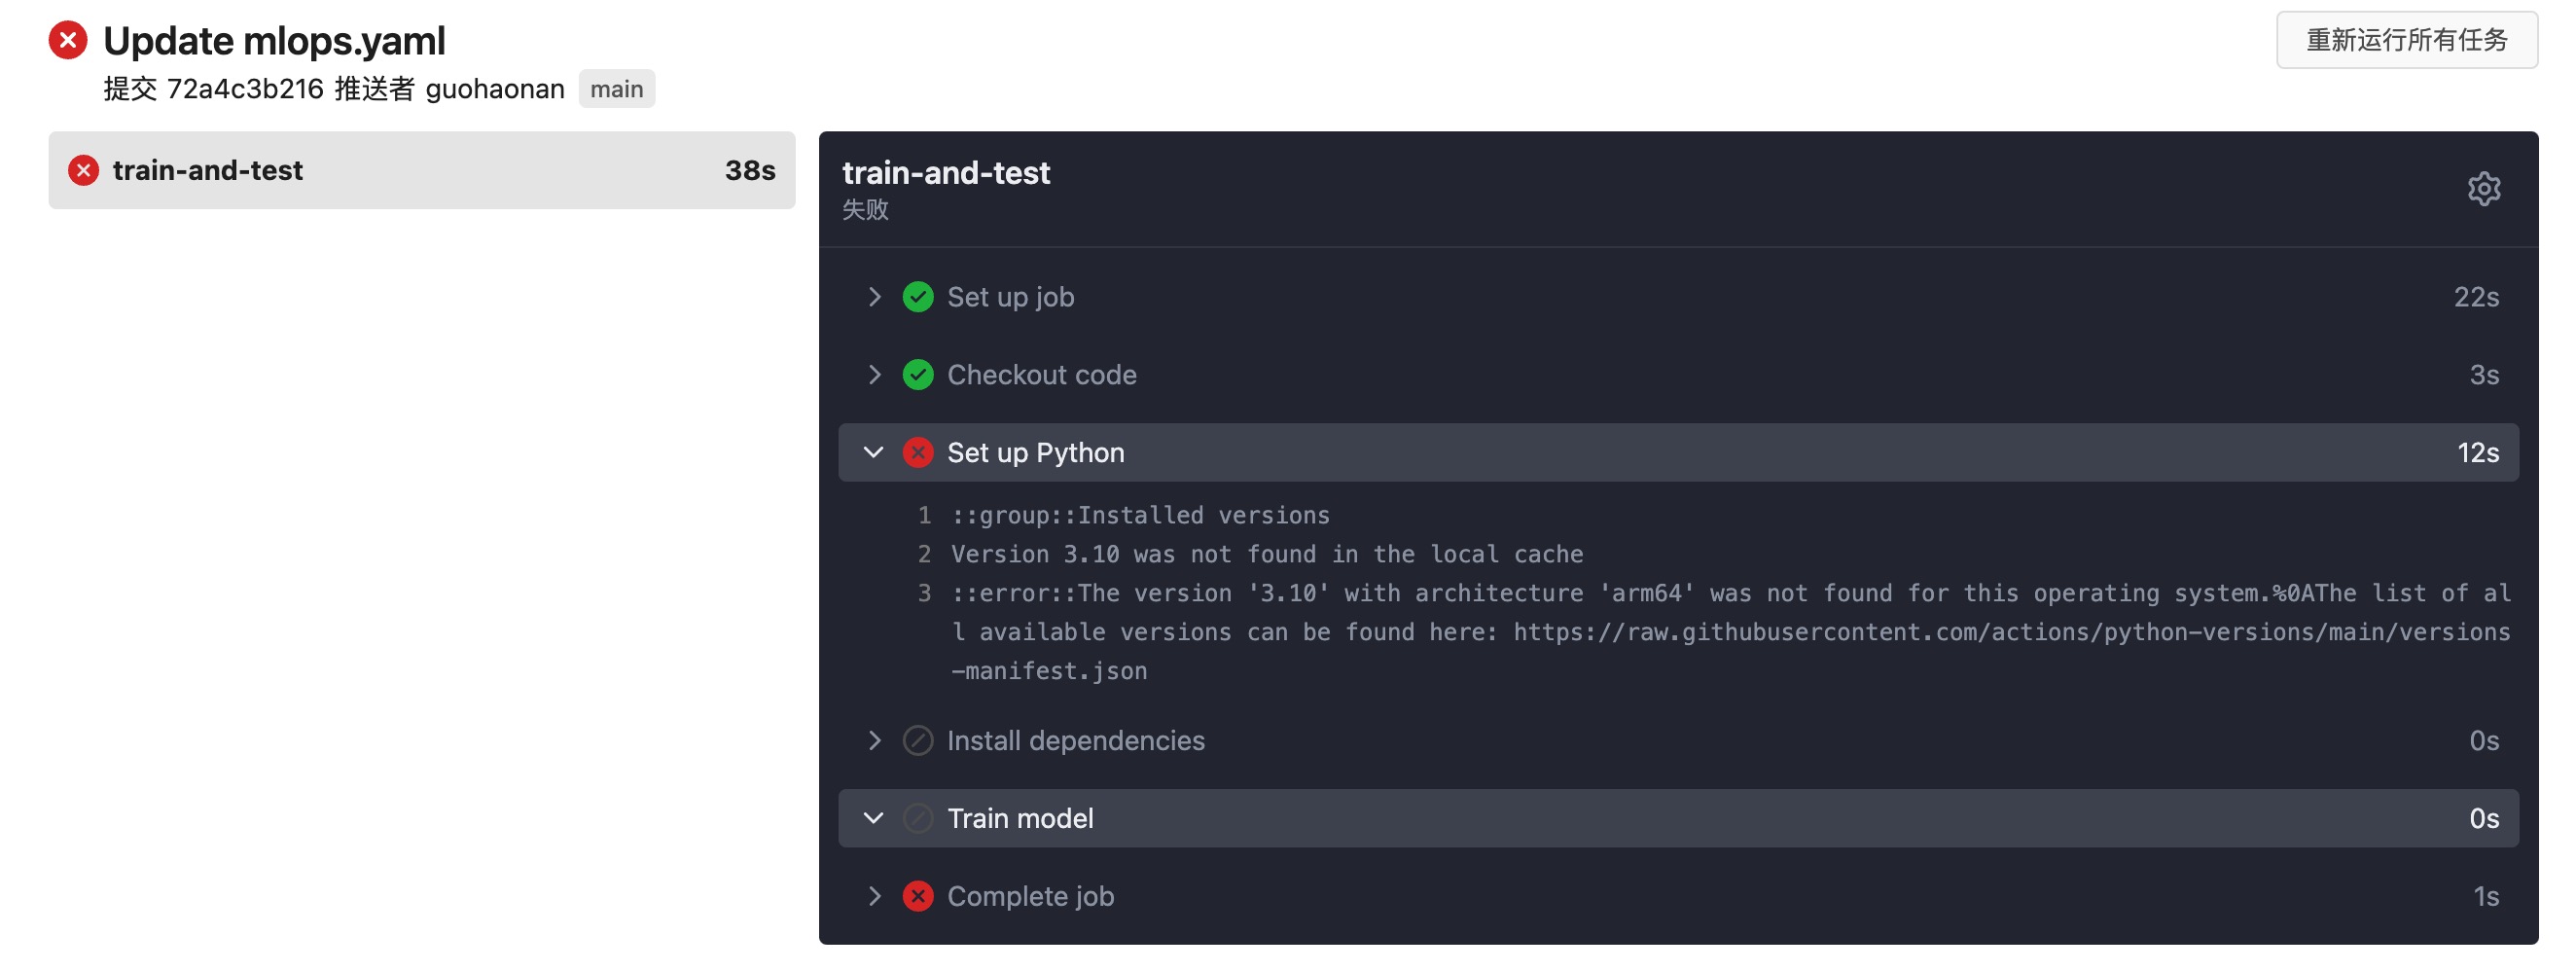 Update mlops.yaml
重新运行所有任务
提交 72a4c3b216 推送者 guohaonan main
train-and-test 38s
train-and-test
失败
Set up job 22s
Checkout code 3s
Set up Python 12s
1 ::group::Installed versions
2 Version 3.10 was not found in the local cache
3 ::error::The version '3.10' with architecture 'arm64' was not found for this operating system.%0AThe list of al
l available versions can be found here: https://raw.githubusercontent.com/actions/python-versions/main/versions
-manifest.json
Install dependencies 0s
Train model 0s
Complete job 1s